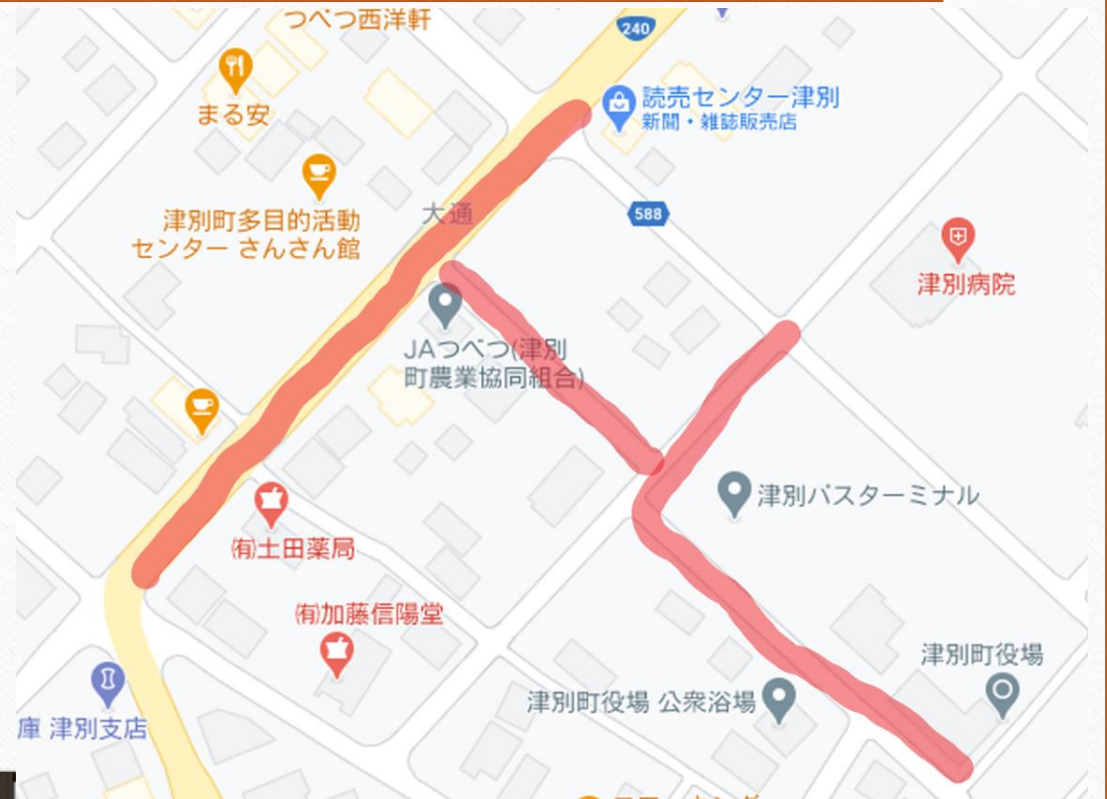 つべつ西洋軒
240
まる安
読売センター津別
新聞・雑誌販売店
津別町多目的活動
センター さんさん館
大通
588
津別病院
JAつべつ(津別
町農業協同組合)
津別バスターミナル
㈲土田薬局
㈲加藤信陽堂
津別町役場
津別町役場 公衆浴場
庫 津別支店